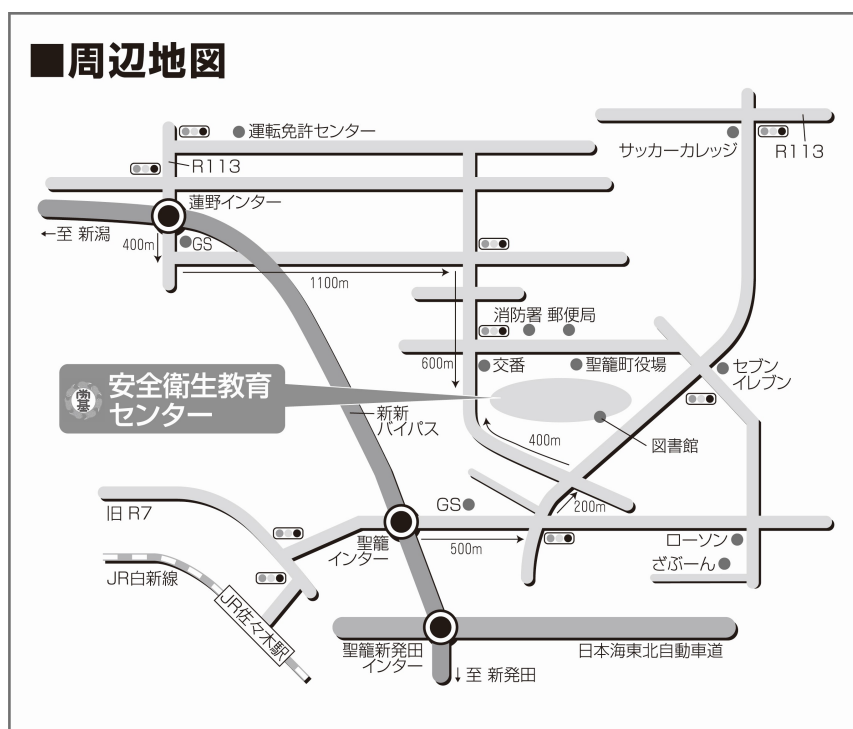 ■周辺地図
運転免許センター
サッカーカレッジ
R113
R113
蓮野インター
←至 新潟
400m
GS
1100m
消防署 郵便局
600m
交番
聖籠町役場
セブン
イレブン
労基
安全衛生教育
センター
新新
バイパス
400m
図書館
旧 R7
GS
200m
聖籠
インター
500m
ローソン
ざぶーん
JR白新線
JR佐々木駅
聖籠新発田
インター
日本海東北自動車道
↓至 新発田